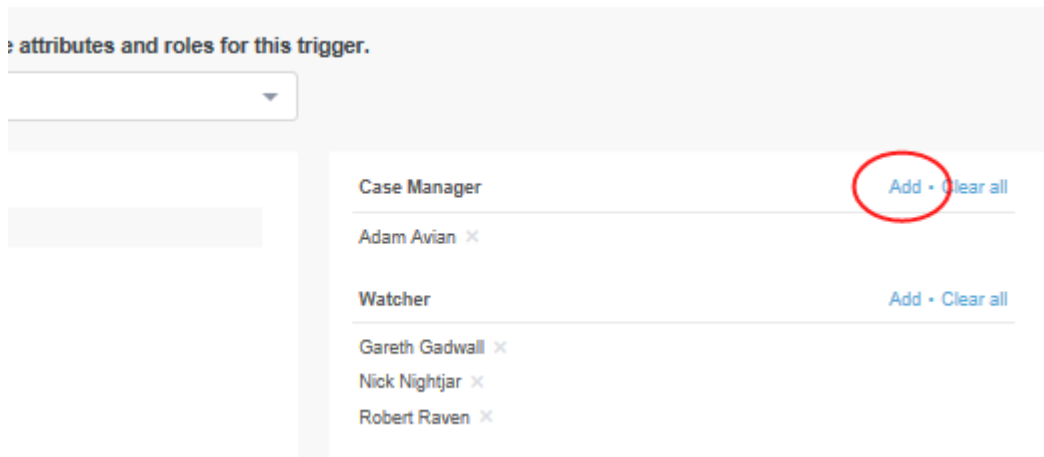 attributes and roles for this trigger.
Case Manager Add • Clear all
Adam Avian ×
Watcher Add • Clear all
Gareth Gadwall ×
Nick Nightjar ×
Robert Raven ×